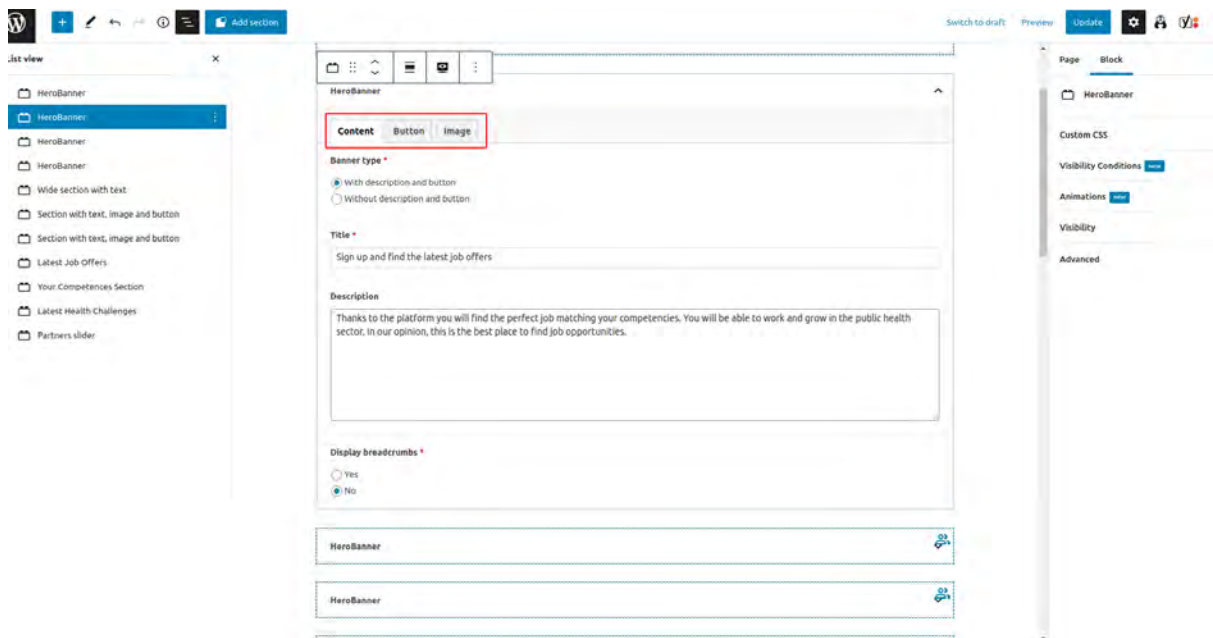 Add section
Switch to draft
Preview
Update
List view
HeroBanner
HeroBanner
HeroBanner
HeroBanner
Wide section with text
Section with text, image and button
Section with text, image and button
Latest Job Offers
Your Competences Section
Latest Health Challenges
Partners slider
HeroBanner
Content Button Image
Banner type *
With description and button
Without description and button
Title *
Sign up and find the latest job offers
Description
Thanks to the platform you will find the perfect job matching your competencies. You will be able to work and grow in the public health
sector. In our opinion, this is the best place to find job opportunities.
Display breadcrumbs *
Yes
No
HeroBanner
HeroBanner
Page Block
HeroBanner
Custom CSS
Visibility Conditions NEW
Animations NEW
Visibility
Advanced